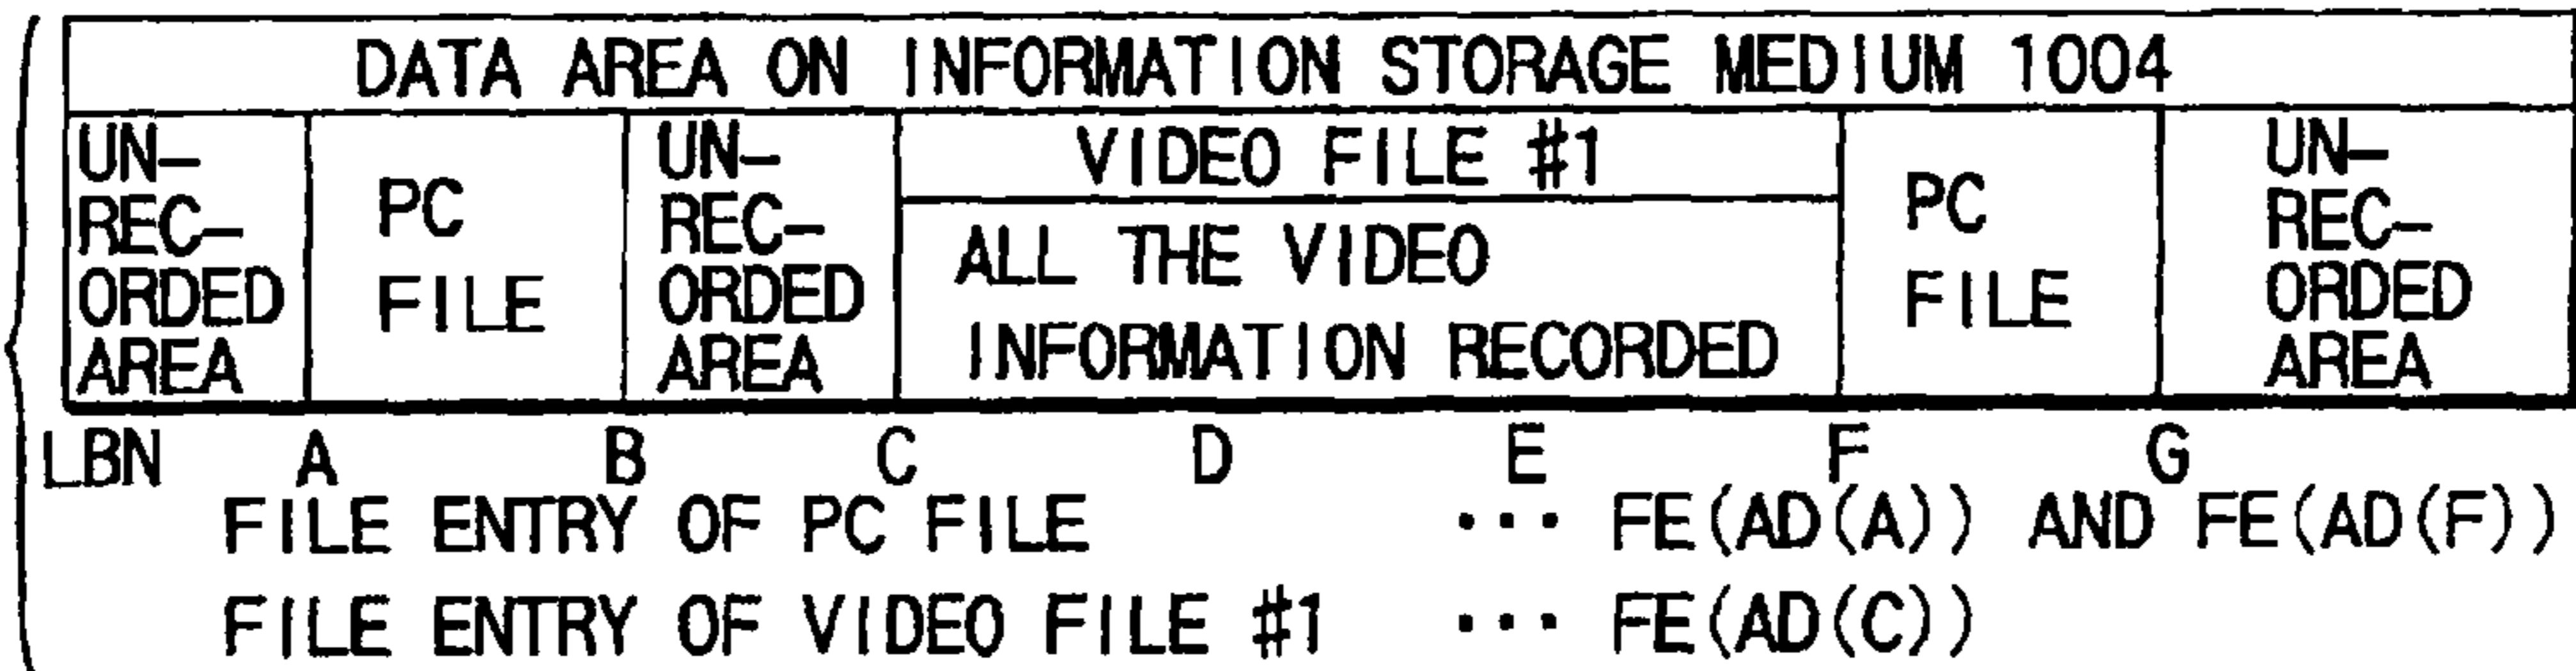 DATA AREA ON INFORMATION STORAGE MEDIUM 1004
UN-
REC-
ORDED
AREA
PC
FILE
UN-
REC-
ORDED
AREA
VIDEO FILE #1
ALL THE VIDEO
INFORMATION RECORDED
PC
FILE
UN-
REC-
ORDED
AREA
LBN A B C D E F G
FILE ENTRY OF PC FILE ··· FE(AD(A)) AND FE(AD(F))
FILE ENTRY OF VIDEO FILE #1 ··· FE(AD(C))